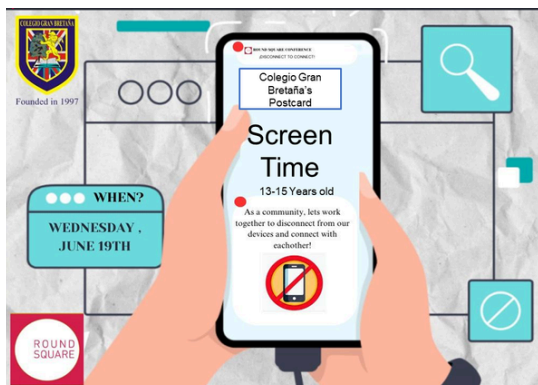 COLEGIO GRAN BRETAÑA
Founded in 1997
ROUND SQUARE CONFERENCE
¡DISCONNECT TO CONNECT!
Colegio Gran
Bretaña's
Postcard
Screen
Time
13-15 Years old
WHEN?
WEDNESDAY ,
JUNE 19TH
As a community, lets work
together to disconnect from our
devices and connect with
eachother!
ROUND
SQUARE